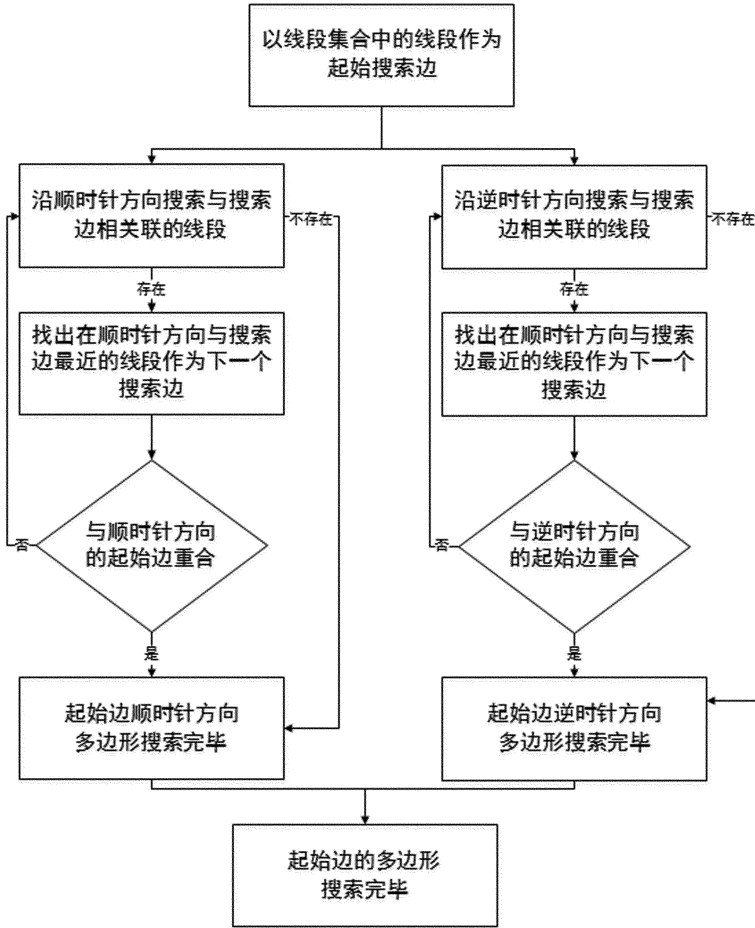 以线段集合中的线段作为
起始搜索边
沿顺时针方向搜索与搜索
边相关联的线段
不存在
存在
找出在顺时针方向与搜索
边最近的线段作为下一个
搜索边
与顺时针方向
的起始边重合
否
是
起始边顺时针方向
多边形搜索完毕
沿逆时针方向搜索与搜索
边相关联的线段
不存在
存在
找出在顺时针方向与搜索
边最近的线段作为下一个
搜索边
与逆时针方向
的起始边重合
否
是
起始边逆时针方向
多边形搜索完毕
起始边的多边形
搜索完毕